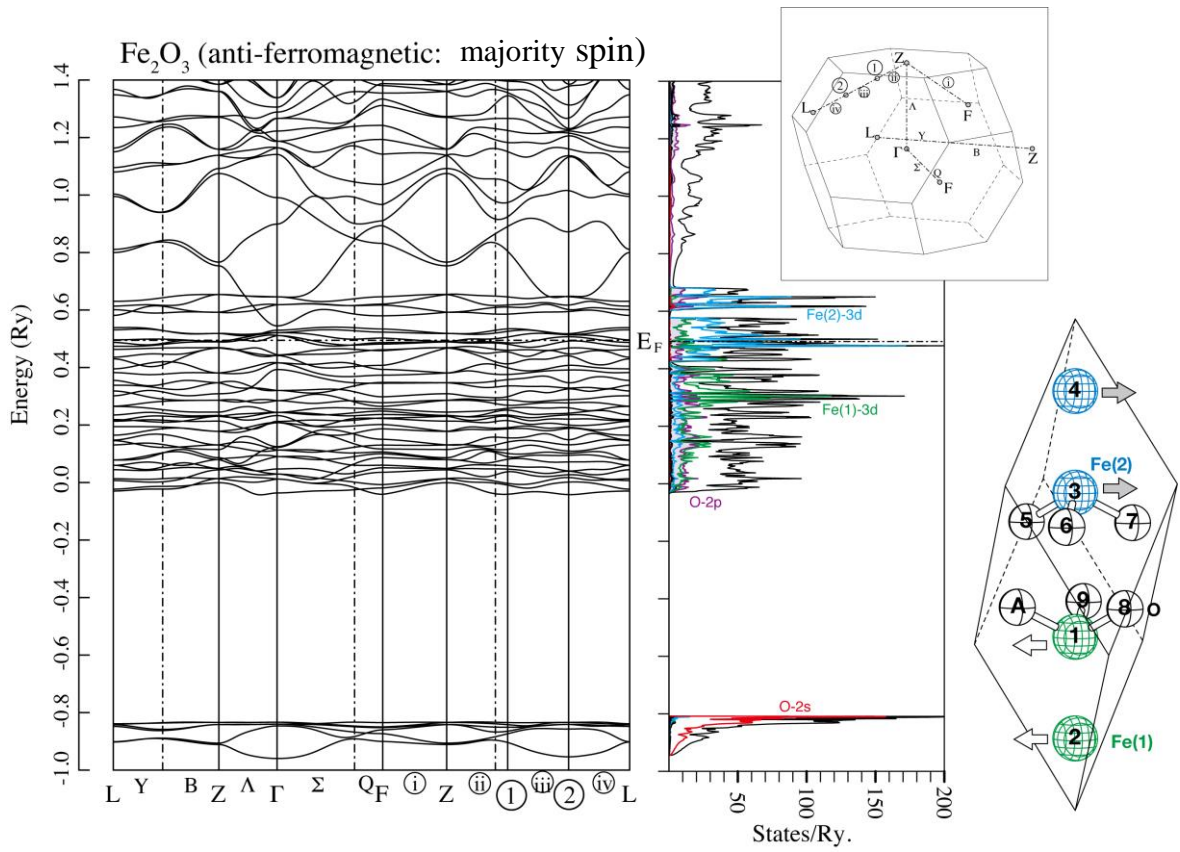 Fe2O3 (anti-ferromagnetic: majority spin)
Energy (Ry)
1.4
1.2
1.0
0.8
0.6
0.4
0.2
0.0
-0.2
-0.4
-0.6
-0.8
-1.0
L Y B Z Λ Γ Σ Q F ⓘ Z ⓘⓘ ① ⓘⓘⓘ ② ⓘⓥ L
EF
Fe(2)-3d
Fe(1)-3d
O-2p
O-2s
50 100 150 200
States/Ry.
Z
① ii
② iii
i
L iv
F
Λ
L Y
Γ B Z
Σ Q
F
4
Fe(2)
3
5 6 7
A 9 8 O
1
2 Fe(1)